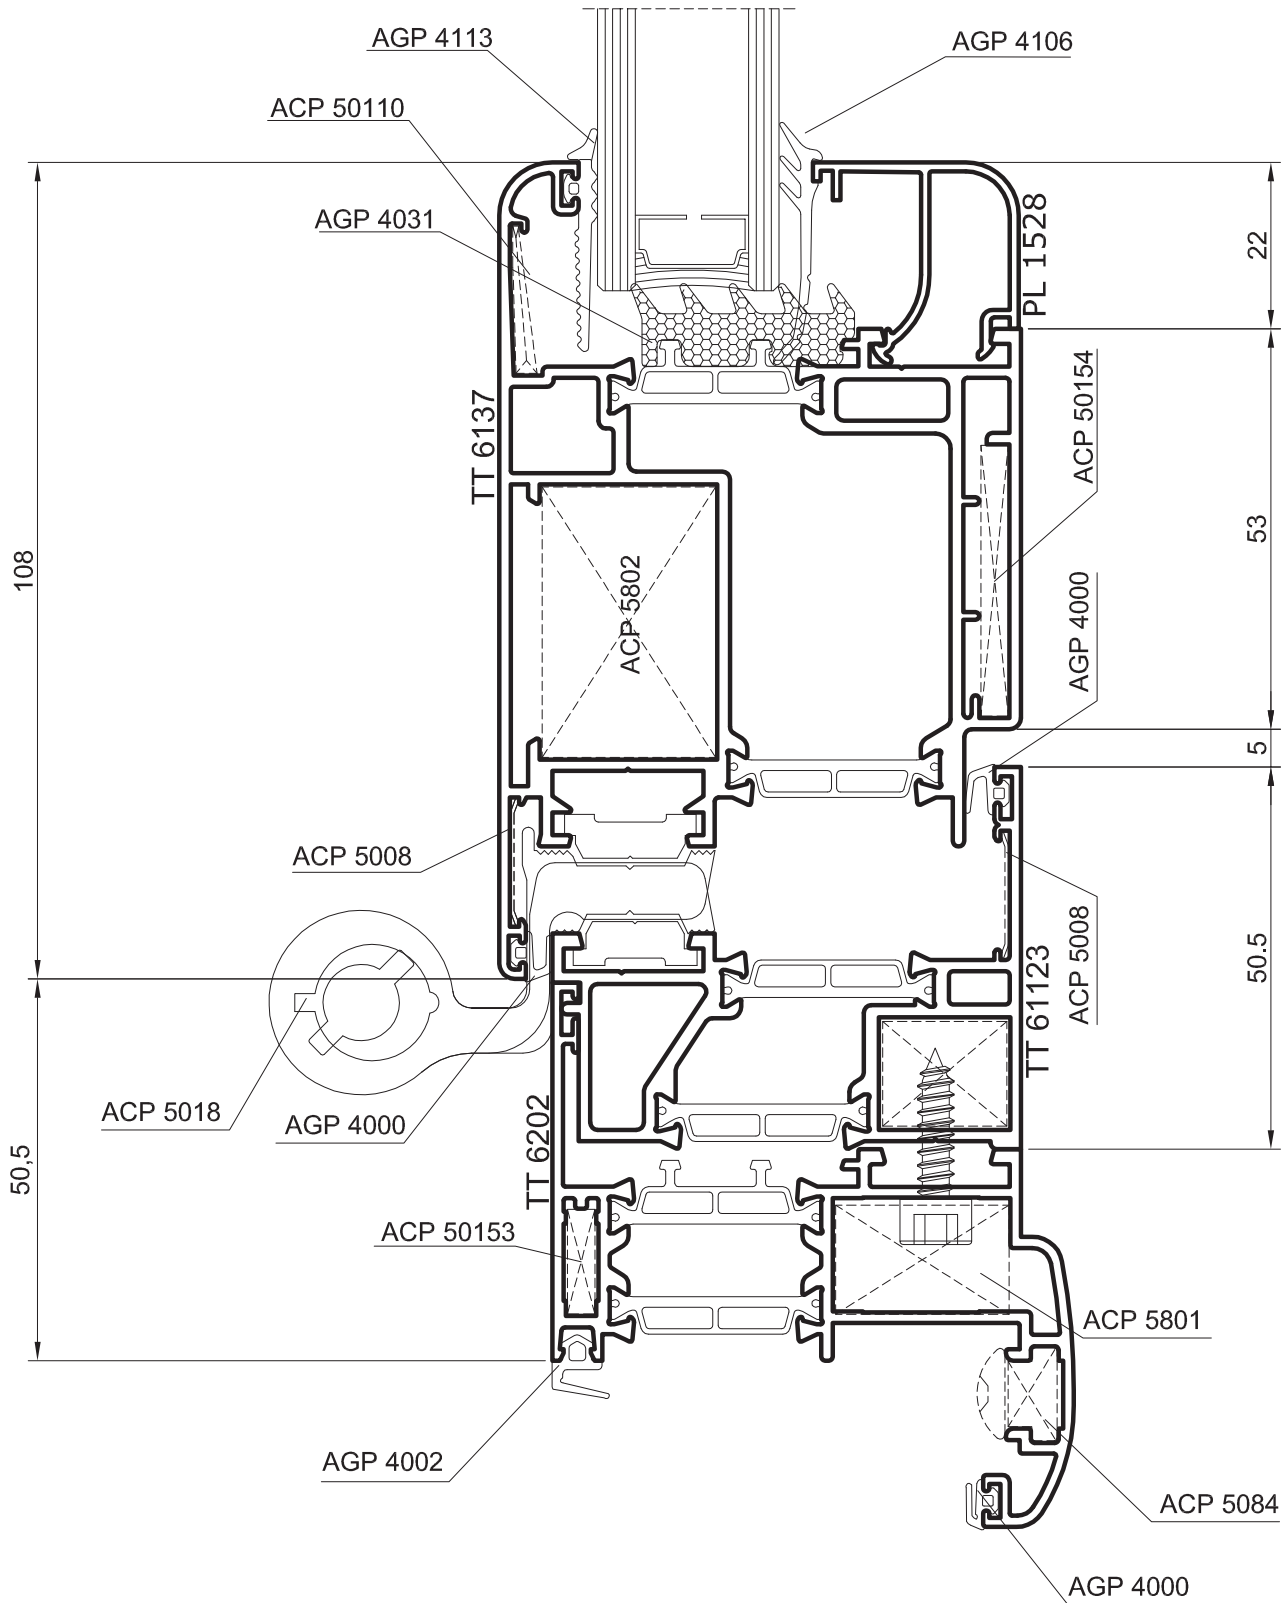 AGP 4113
AGP 4106
ACP 50110
AGP 4031
PL 1528
22
TT 6137
ACP 50154
108
ACP 5802
53
AGP 4000
5
ACP 5008
ACP 5008
TT 61123
50.5
ACP 5018
AGP 4000
TT 6202
50,5
ACP 50153
ACP 5801
AGP 4002
ACP 5084
AGP 4000